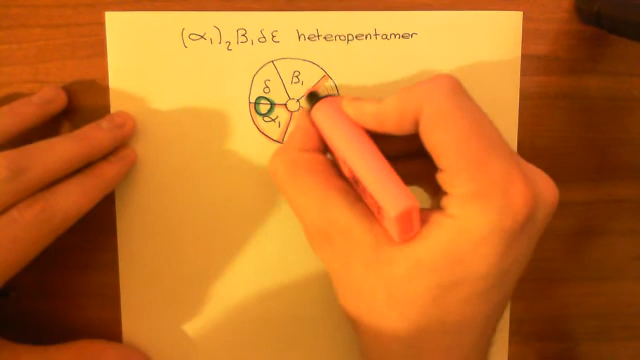 (α₁)₂ β₁ δ ε heteropentamer
δ
β₁
α₁